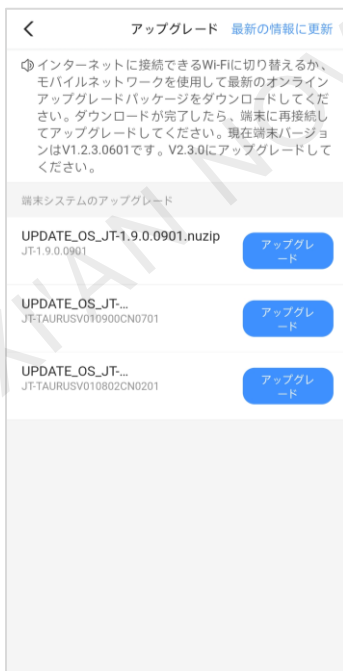 アップグレード 最新の情報に更新
インターネットに接続できるWi-Fiに切り替えるか、
モバイルネットワークを使用して最新のオンライン
アップグレードパッケージをダウンロードしてくだ
さい。ダウンロードが完了したら、端末に再接続し
てアップグレードしてください。現在端末バージョ
ンはV1.2.3.0601です。V2.3.0にアップグレードして
ください。
端末システムのアップグレード
UPDATE_OS_JT-1.9.0.0901.nuzip
JT-1.9.0.0901
アップグレ
ード
UPDATE_OS_JT-...
JT-TAURUSV010900CN0701
アップグレ
ード
UPDATE_OS_JT-...
JT-TAURUSV010802CN0201
アップグレ
ード